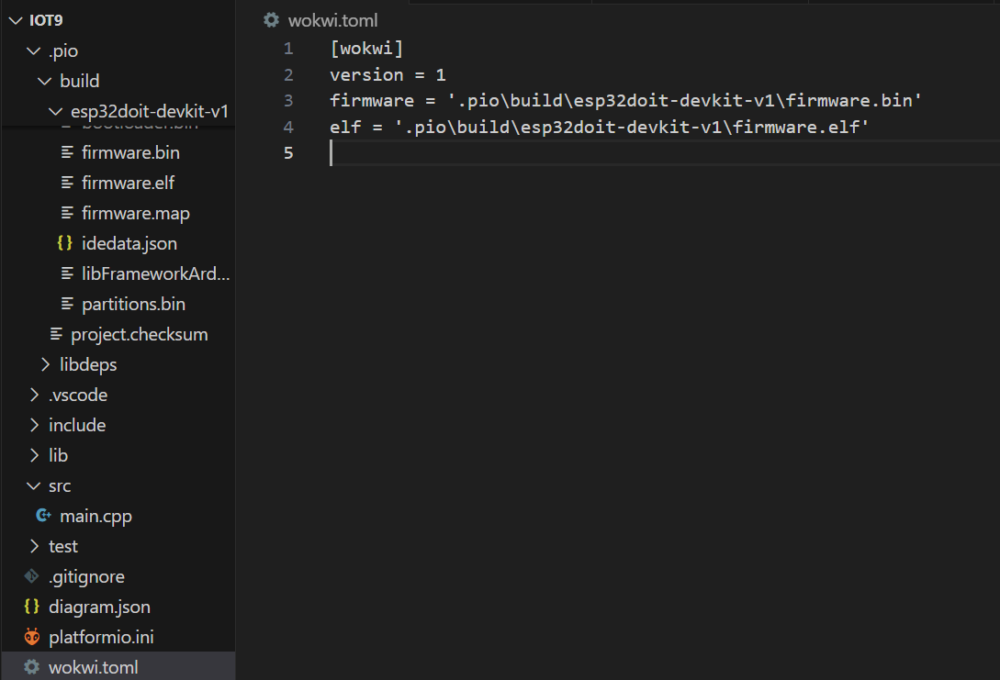 IOT9
.pio
build
esp32doit-devkit-v1
bootloader.bin
firmware.bin
firmware.elf
firmware.map
{} idedata.json
libFrameworkArd...
partitions.bin
project.checksum
libdeps
.vscode
include
lib
src
main.cpp
test
.gitignore
{} diagram.json
platformio.ini
wokwi.toml
wokwi.toml
1 [wokwi]
2 version = 1
3 firmware = '.pio\build\esp32doit-devkit-v1\firmware.bin'
4 elf = '.pio\build\esp32doit-devkit-v1\firmware.elf'
5